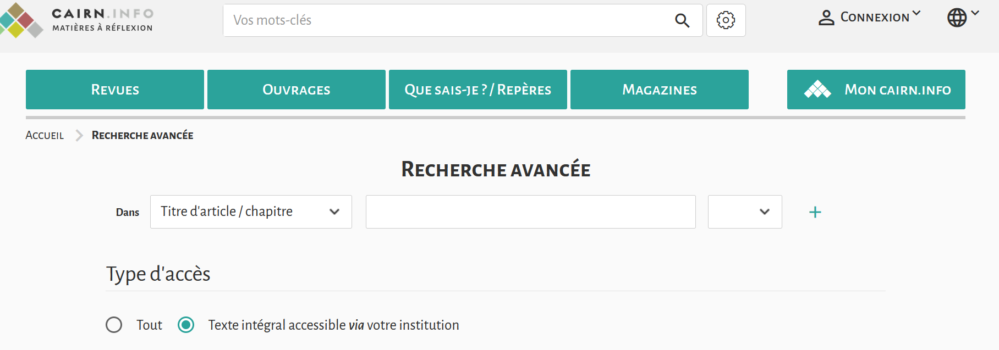 CAIRN.INFO
MATIÈRES À RÉFLEXION
Vos mots-clés
Connexion
Revues
Ouvrages
Que sais-je ? / Repères
Magazines
Mon cairn.info
Accueil
Recherche avancée
Recherche avancée
Dans
Titre d'article / chapitre
Type d'accès
Tout
Texte intégral accessible via votre institution